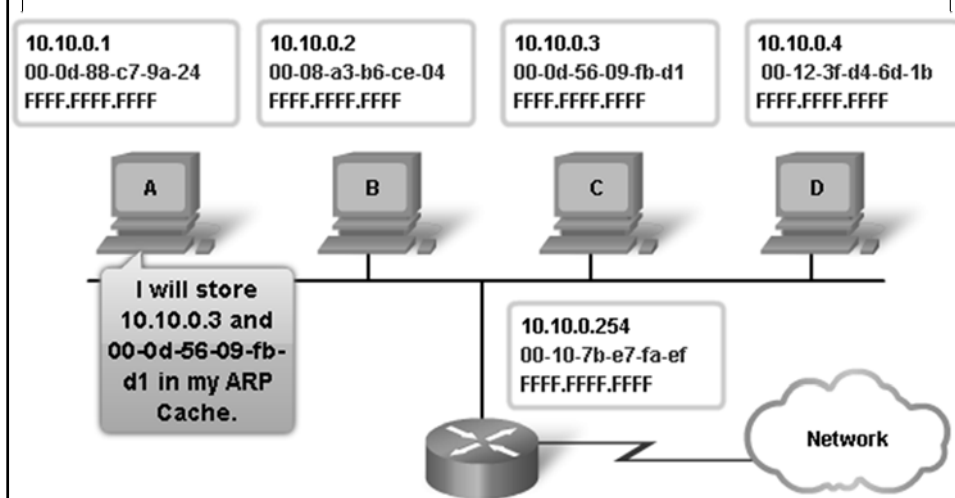 10.10.0.1
00-0d-88-c7-9a-24
FFFF.FFFF.FFFF
10.10.0.2
00-08-a3-b6-ce-04
FFFF.FFFF.FFFF
10.10.0.3
00-0d-56-09-fb-d1
FFFF.FFFF.FFFF
10.10.0.4
00-12-3f-d4-6d-1b
FFFF.FFFF.FFFF
A
B
C
D
I will store
10.10.0.3 and
00-0d-56-09-fb-
d1 in my ARP
Cache.
10.10.0.254
00-10-7b-e7-fa-ef
FFFF.FFFF.FFFF
Network